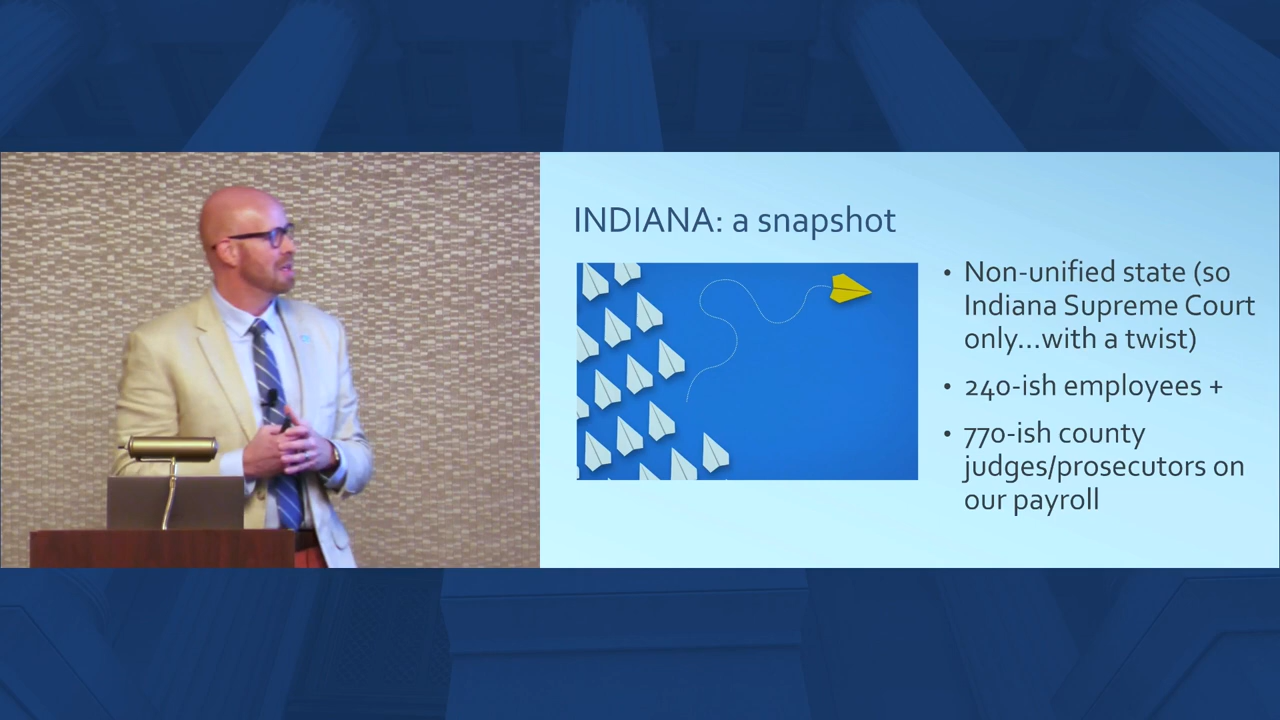 INDIANA: a snapshot
• Non-unified state (so
Indiana Supreme Court
only...with a twist)
• 240-ish employees +
• 770-ish county
judges/prosecutors on
our payroll